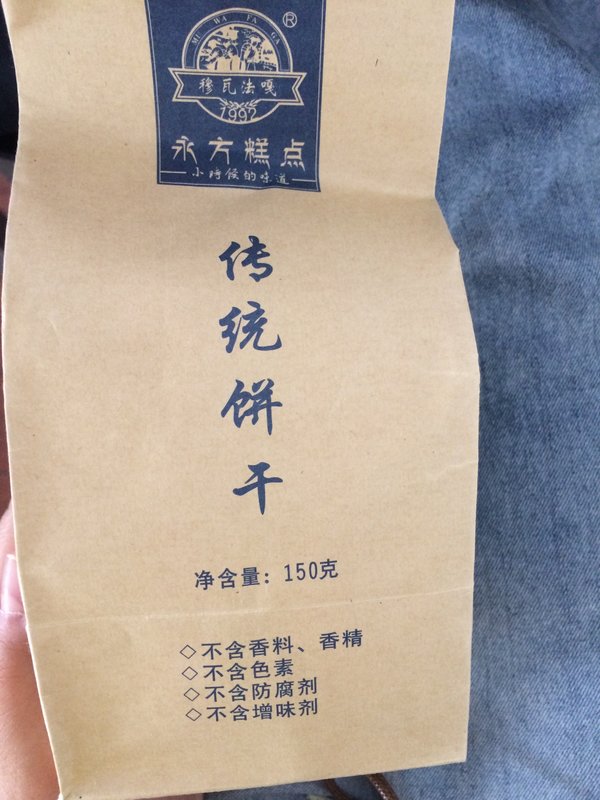 ®
MU WA FA GA
穆瓦法嘎
1992
永方糕点
小時候的味道
传统饼干
净含量：150克
◇不含香料、香精
◇不含色素
◇不含防腐剂
◇不含增味剂